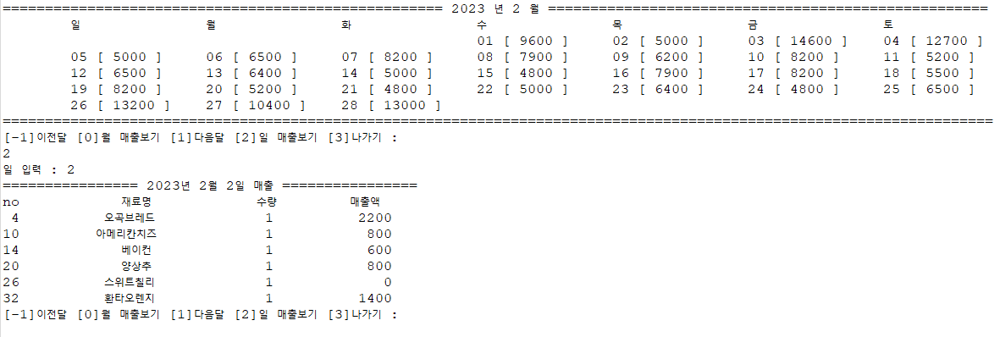 ==================================================== 2023 년 2 월 ====================================================
일 월 화 수 목 금 토
01 [ 9600 ] 02 [ 5000 ] 03 [ 14600 ] 04 [ 12700 ]
05 [ 5000 ] 06 [ 6500 ] 07 [ 8200 ] 08 [ 7900 ] 09 [ 6200 ] 10 [ 8200 ] 11 [ 5200 ]
12 [ 6500 ] 13 [ 6400 ] 14 [ 5000 ] 15 [ 4800 ] 16 [ 7900 ] 17 [ 8200 ] 18 [ 5500 ]
19 [ 8200 ] 20 [ 5200 ] 21 [ 4800 ] 22 [ 5000 ] 23 [ 6400 ] 24 [ 4800 ] 25 [ 6500 ]
26 [ 13200 ] 27 [ 10400 ] 28 [ 13000 ]
=====================================================================================================================
[-1]이전달 [0]월 매출보기 [1]다음달 [2]일 매출보기 [3]나가기 :
2
일 입력 : 2
================ 2023년 2월 2일 매출 ================
no 재료명 수량 매출액
4 오곡브레드 1 2200
10 아메리칸치즈 1 800
14 베이컨 1 600
20 양상추 1 800
26 스위트칠리 1 0
32 환타오렌지 1 1400
[-1]이전달 [0]월 매출보기 [1]다음달 [2]일 매출보기 [3]나가기 :